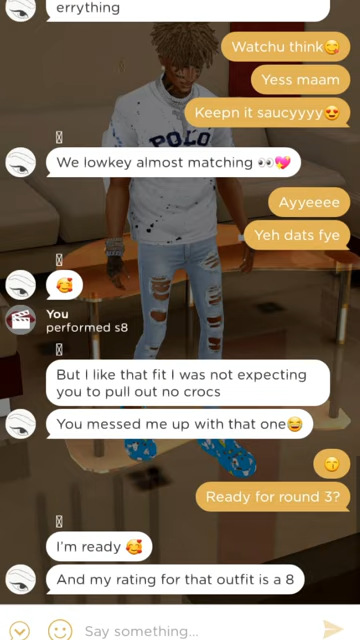 errything
Watchu think🥰
Yess maam
Keepn it saucyyyy😍
We lowkey almost matching 👀💖
POLO
Ayyeeee
Yeh dats fye
🥰
You
performed s8
But I like that fit I was not expecting
you to pull out no crocs
You messed me up with that one😂
😙
Ready for round 3?
I'm ready 🥰
And my rating for that outfit is a 8
Say something...